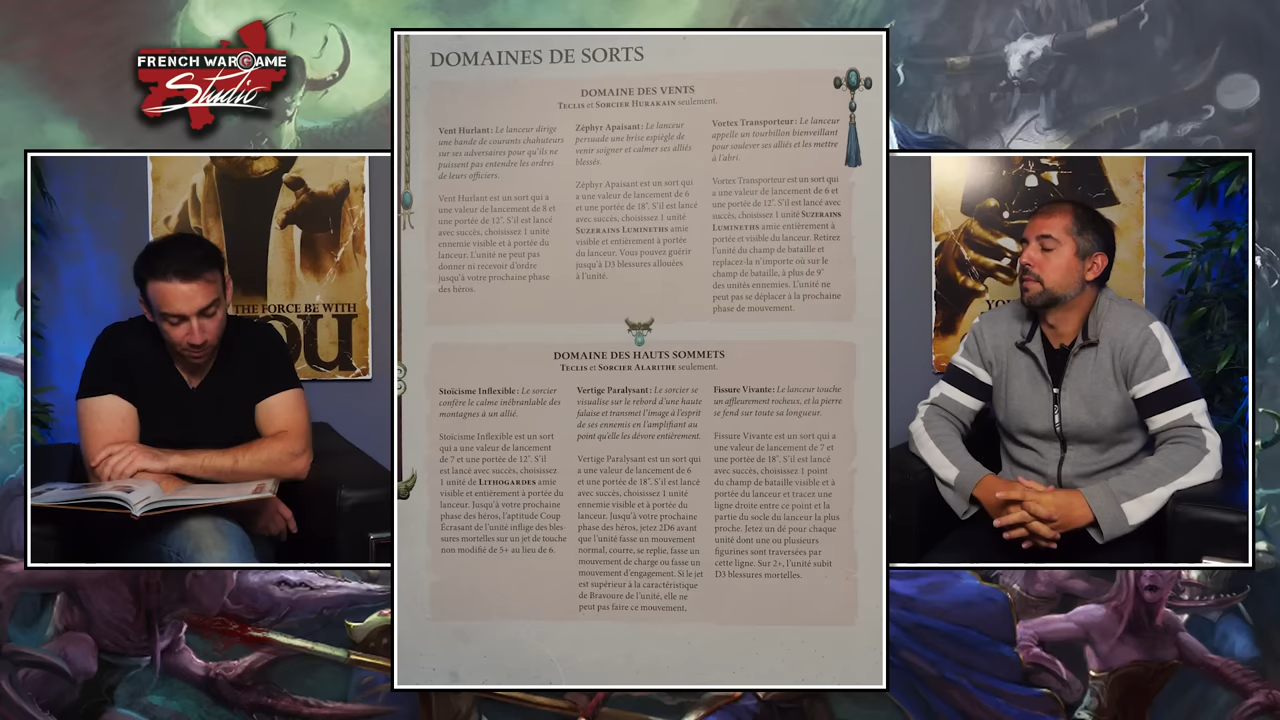 FRENCH WARGAME
Studio
THE FORCE BE WITH
YOU
DOMAINES DE SORTS
DOMAINE DES VENTS
TECLIS et SORCIER HURAKAIN seulement.
Vent Hurlant : Le lanceur dirige
une bande de courants chahuteurs
sur ses adversaires pour qu'ils ne
puissent pas entendre les ordres
de leurs officiers.
Vent Hurlant est un sort qui a
une valeur de lancement de 8 et
une portée de 12". S'il est lancé
avec succès, choisissez 1 unité
ennemie visible et à portée du
lanceur. L'unité ne peut pas
donner ni recevoir d'ordre
jusqu'à votre prochaine phase
des héros.
Zéphyr Apaisant : Le lanceur
persuade une brise espiègle de
venir soigner et calmer ses alliés
blessés.
Zéphyr Apaisant est un sort qui
a une valeur de lancement de 6
et une portée de 18". S'il est lancé
avec succès, choisissez 1 unité
SUZERAINS LUMINETHS amie
visible et entièrement à portée
du lanceur. Vous pouvez guérir
jusqu'à D3 blessures allouées
à l'unité.
Vortex Transporteur : Le lanceur
appelle un tourbillon bienveillant
pour soulever ses alliés et les mettre
à l'abri.
Vortex Transporteur est un sort qui
a une valeur de lancement de 6 et
une portée de 12". S'il est lancé avec
succès, choisissez 1 unité SUZERAINS
LUMINETHS amie entièrement à
portée et visible du lanceur. Retirez
l'unité du champ de bataille et
replacez-la n'importe où sur le
champ de bataille, à plus de 9"
des unités ennemies. L'unité ne
peut pas se déplacer à la prochaine
phase de mouvement.
DOMAINE DES HAUTS SOMMETS
TECLIS et SORCIER ALARITHE seulement.
Stoïcisme Inflexible : Le sorcier
confère le calme inébranlable des
montagnes à un allié.
Stoïcisme Inflexible est un sort
qui a une valeur de lancement
de 7 et une portée de 12". S'il
est lancé avec succès, choisissez
1 unité de LITHOGARDES amie
visible et entièrement à portée du
lanceur. Jusqu'à votre prochaine
phase des héros, l'aptitude Coup
Écrasant de l'unité inflige des bles-
sures mortelles sur un jet de touche
non modifié de 5+ au lieu de 6.
Vertige Paralysant : Le sorcier se
visualise sur le rebord d'une haute
falaise et transmet l'image à l'esprit
de ses ennemis en l'amplifiant au
point qu'elle les dévore entièrement.
Vertige Paralysant est un sort qui
a une valeur de lancement de 6
et une portée de 18". S'il est lancé
avec succès, choisissez 1 unité
ennemie visible et à portée du
lanceur. Jusqu'à votre prochaine
phase des héros, jetez 2D6 avant
que l'unité fasse un mouvement
normal, courre, se replie, fasse un
mouvement de charge ou fasse un
mouvement d'engagement. Si le jet
est supérieur à la caractéristique
de Bravoure de l'unité, elle ne
peut pas faire ce mouvement.
Fissure Vivante : Le lanceur touche
un affleurement rocheux, et la pierre
se fend sur toute sa longueur.
Fissure Vivante est un sort qui a
une valeur de lancement de 7 et
une portée de 18". S'il est lancé
avec succès, choisissez 1 point
du champ de bataille visible et à
portée du lanceur et tracez une
ligne droite entre ce point et la
partie du socle du lanceur la plus
proche. Jetez un dé pour chaque
unité dont une ou plusieurs
figurines sont traversées par
cette ligne. Sur 2+, l'unité subit
D3 blessures mortelles.